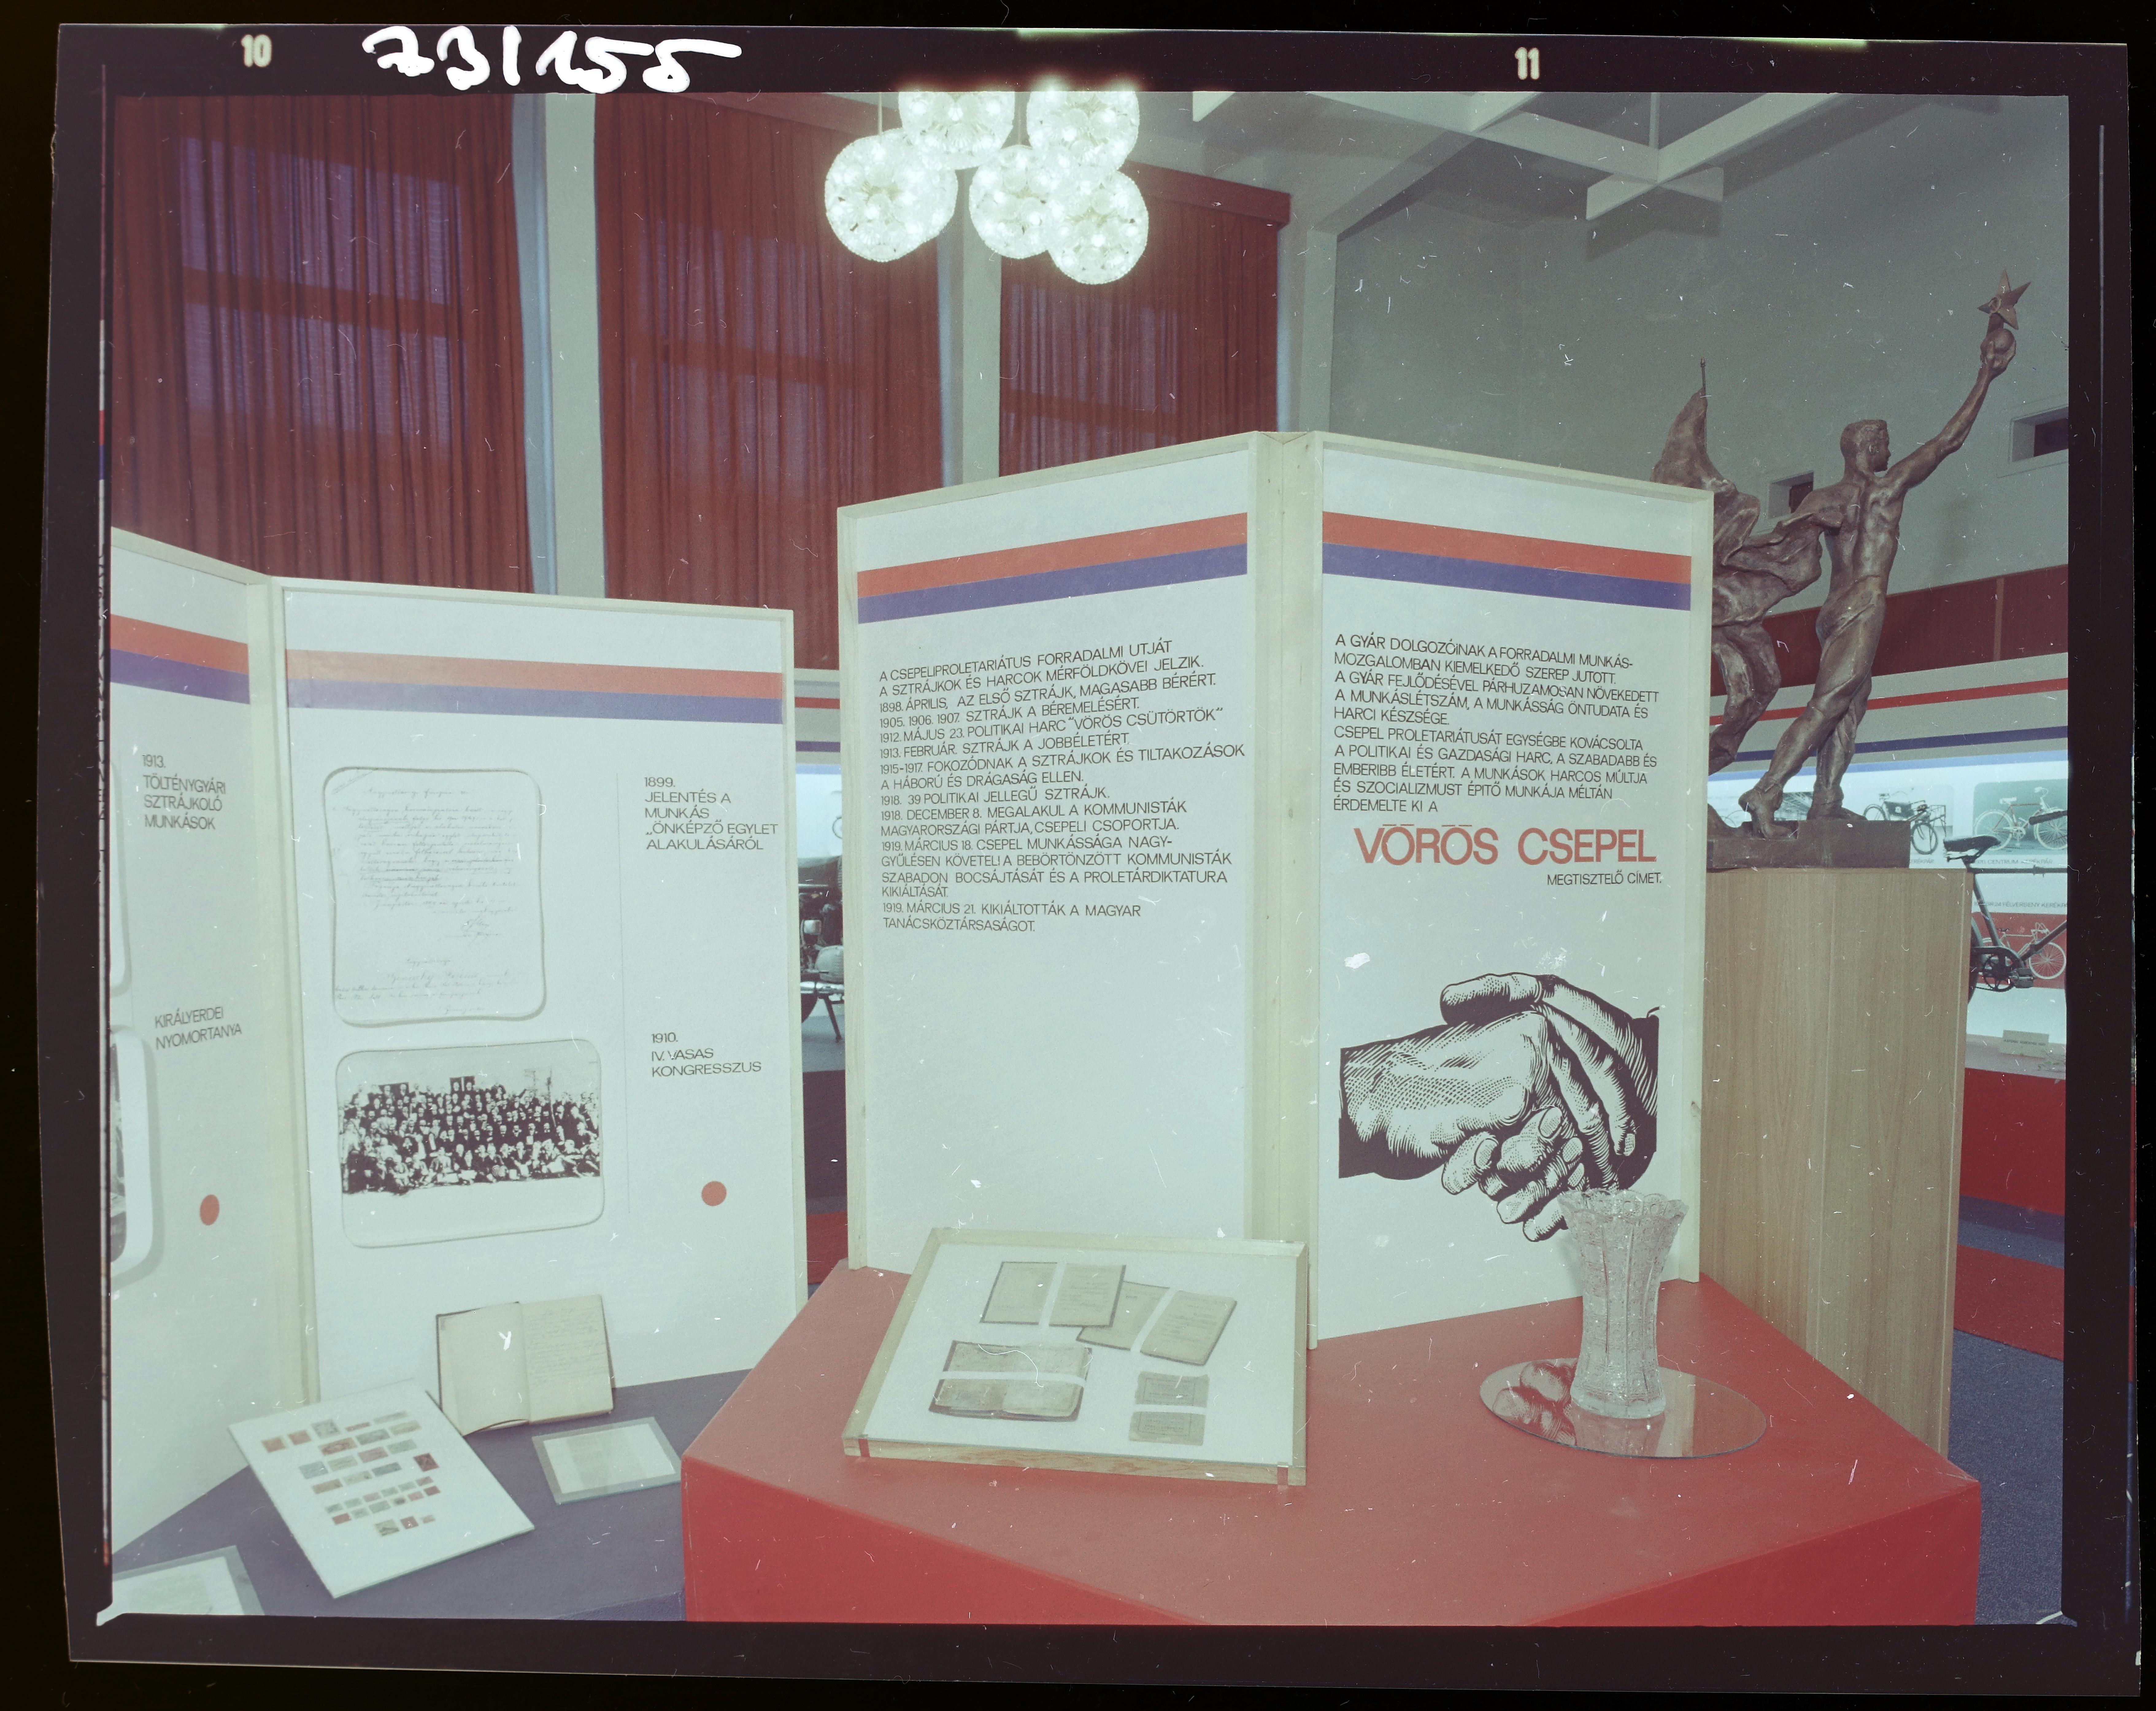 10
73/155
11
1913.
TÖLTÉNYGYÁRI
SZTRÁJKOLÓ
MUNKÁSOK
KIRÁLYERDEI
NYOMORTANYA
1899.
JELENTÉS A
MUNKÁS
„ÖNKÉPZŐ EGYLET
ALAKULÁSÁRÓL
1910.
IV. VASAS
KONGRESSZUS
A CSEPELI PROLETARIÁTUS FORRADALMI UTJÁT
A SZTRÁJKOK ÉS HARCOK MÉRFÖLDKÖVEI JELZIK.
1898. ÁPRILIS, AZ ELSŐ SZTRÁJK, MAGASABB BÉRÉRT.
1905. 1906. 1907. SZTRÁJK A BÉREMELÉSÉRT.
1912. MÁJUS 23. POLITIKAI HARC "VÖRÖS CSÜTÖRTÖK"
1913. FEBRUÁR. SZTRÁJK A JOBBÉLETÉRT.
1915-1917. FOKOZÓDNAK A SZTRÁJKOK ÉS TILTAKOZÁSOK
A HÁBORÚ ÉS DRÁGASÁG ELLEN.
1918. 39 POLITIKAI JELLEGŰ SZTRÁJK.
1918. DECEMBER 8. MEGALAKUL A KOMMUNISTÁK
MAGYARORSZÁGI PÁRTJA, CSEPELI CSOPORTJA.
1919. MÁRCIUS 18. CSEPEL MUNKÁSSÁGA NAGY-
GYŰLÉSEN KÖVETELI A BEBÖRTÖNZÖTT KOMMUNISTÁK
SZABADON BOCSÁJTÁSÁT ÉS A PROLETÁRDIKTATURA
KIKIÁLTÁSÁT.
1919. MÁRCIUS 21. KIKIÁLTOTTÁK A MAGYAR
TANÁCSKÖZTÁRSASÁGOT.
A GYÁR DOLGOZÓINAK A FORRADALMI MUNKÁS-
MOZGALOMBAN KIEMELKEDŐ SZEREP JUTOTT.
A GYÁR FEJLŐDÉSÉVEL PÁRHUZAMOSAN NÖVEKEDETT
A MUNKÁSLÉTSZÁM, A MUNKÁSSÁG ÖNTUDATA ÉS
HARCI KÉSZSÉGE.
CSEPEL PROLETARIÁTUSÁT EGYSÉGBE KOVÁCSOLTA
A POLITIKAI ÉS GAZDASÁGI HARC, A SZABADABB ÉS
EMBERIBB ÉLETÉRT. A MUNKÁSOK HARCOS MÚLTJA
ÉS SZOCIALIZMUST ÉPITŐ MUNKÁJA MÉLTÁN
ÉRDEMELTE KI A
VÖRÖS CSEPEL
MEGTISZTELŐ CÍMET.